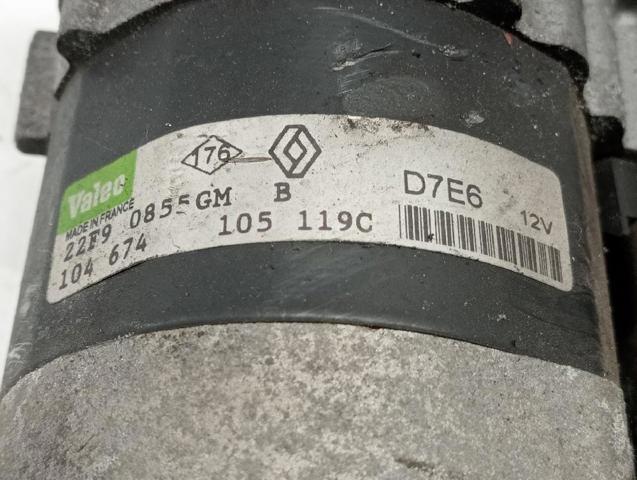 176
Valeo
MADE IN FRANCE
22F9 0855GM B
104 674 105 119C
D7E6
12V